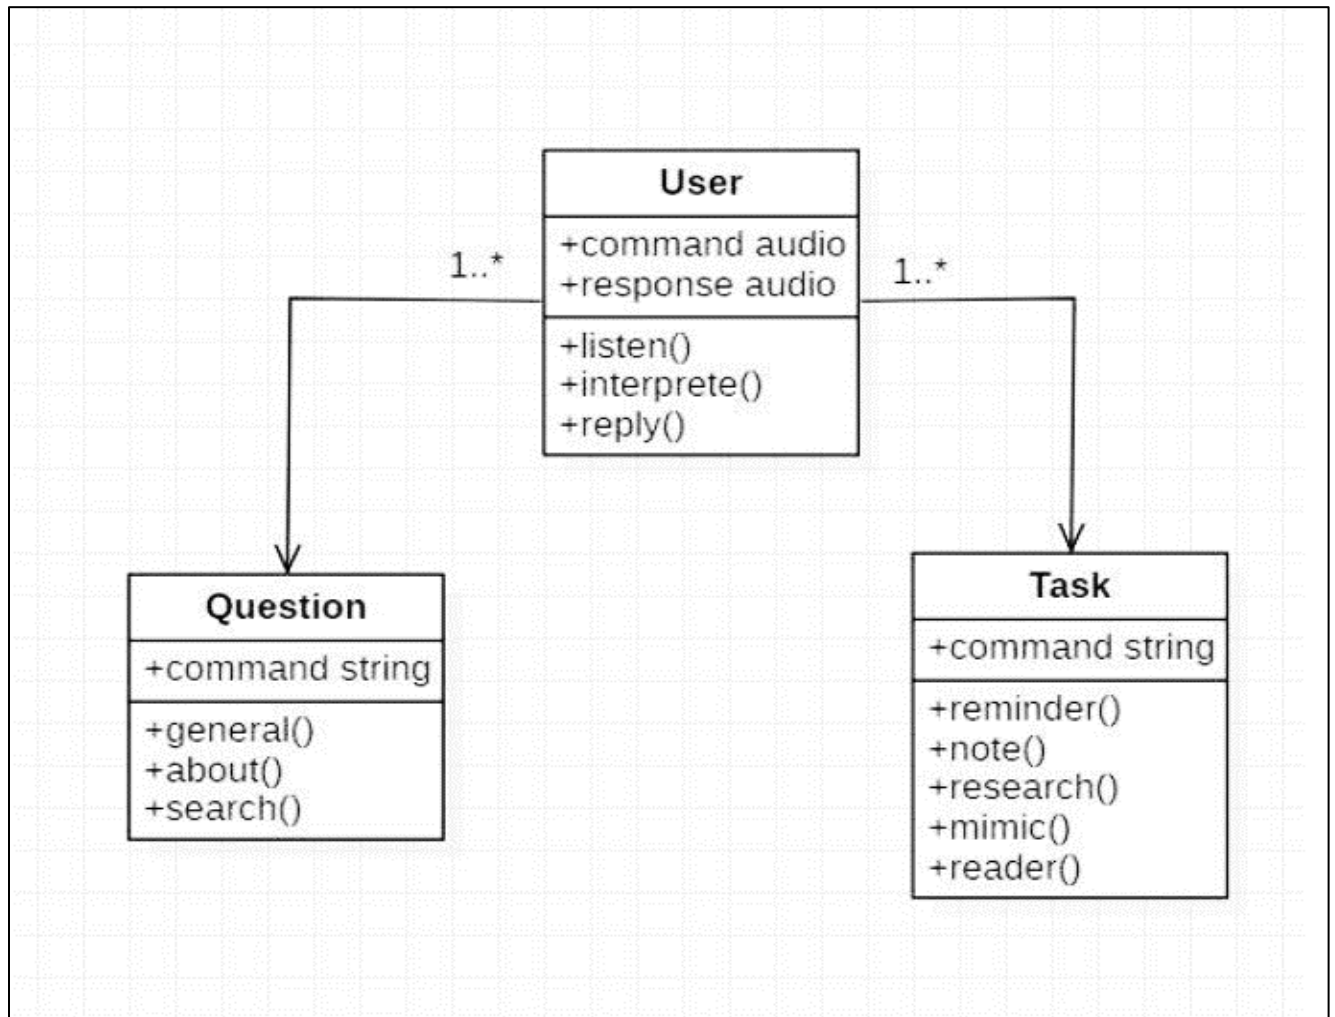 User
+command audio
+response audio
+listen()
+interprete()
+reply()
1..*
1..*
Question
+command string
+general()
+about()
+search()
Task
+command string
+reminder()
+note()
+research()
+mimic()
+reader()